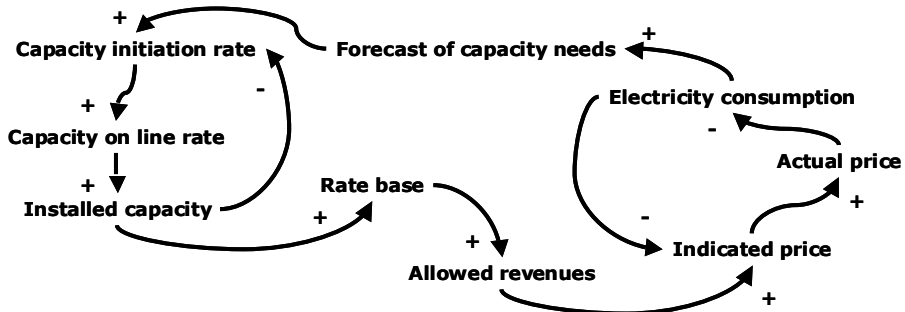 +
+
Capacity initiation rate
Forecast of capacity needs
-
Electricity consumption
+
-
Capacity on line rate
Actual price
+
Rate base
+
Installed capacity
+
-
+
Indicated price
Allowed revenues
+